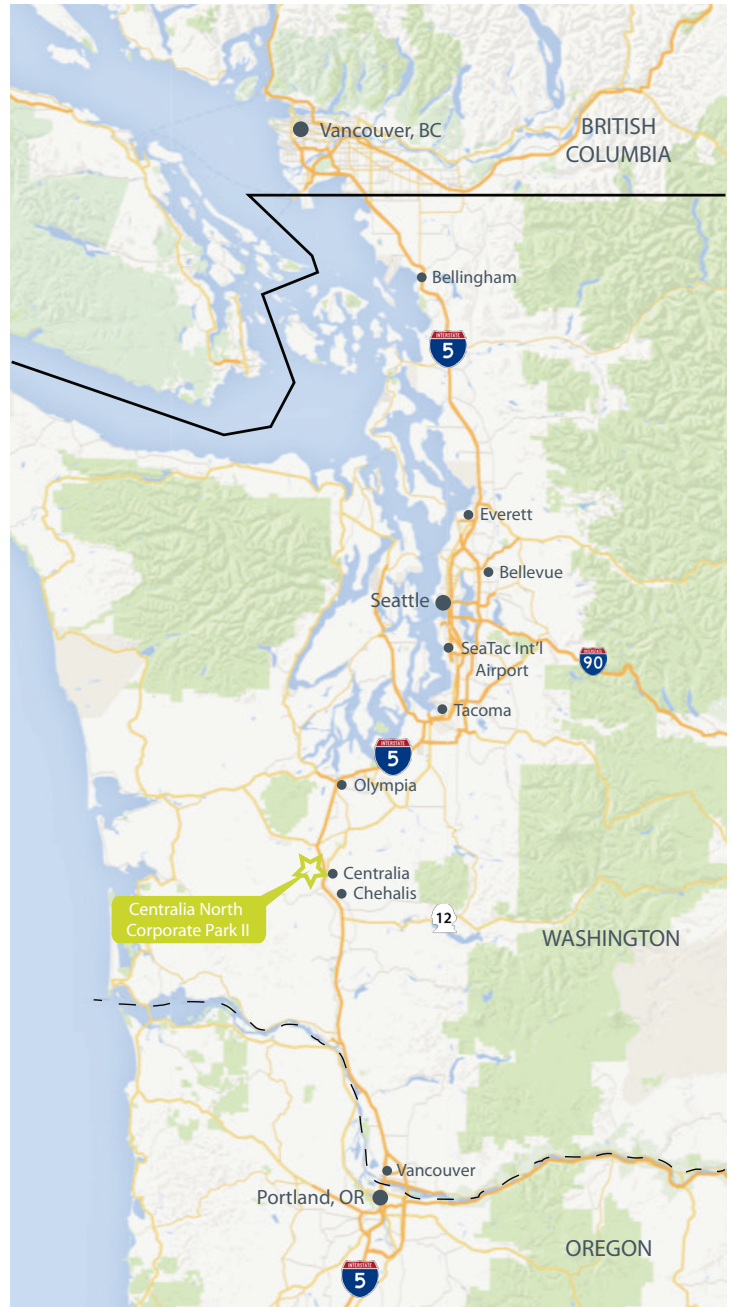 Vancouver, BC
BRITISH
COLUMBIA
Bellingham
INTERSTATE
5
Everett
Bellevue
Seattle
SeaTac Int'l
Airport
INTERSTATE
90
Tacoma
INTERSTATE
5
Olympia
Centralia
Chehalis
Centralia North
Corporate Park II
12
WASHINGTON
Vancouver
Portland, OR
OREGON
INTERSTATE
5